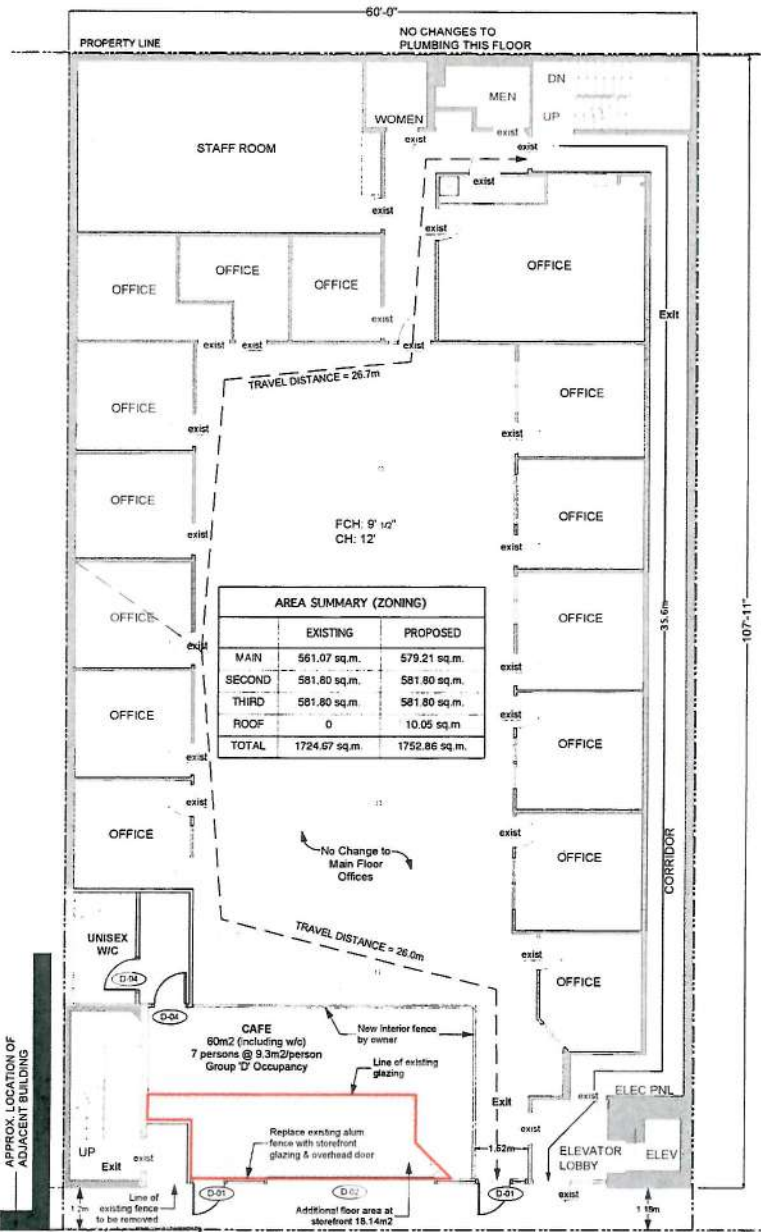 60'-0"
PROPERTY LINE
NO CHANGES TO
PLUMBING THIS FLOOR
DN
MEN
UP
WOMEN
exist
exist
exist
STAFF ROOM
exist
exist
exist
OFFICE
OFFICE
OFFICE
OFFICE
exist
Exit
exist
exist
exist
TRAVEL DISTANCE = 26.7m
OFFICE
OFFICE
exist
exist
OFFICE
OFFICE
FCH: 9' 1/2"
CH: 12'
exist
exist
AREA SUMMARY (ZONING)
EXISTING PROPOSED
MAIN 561.07 sq.m. 579.21 sq.m.
SECOND 581.80 sq.m. 581.80 sq.m.
THIRD 581.80 sq.m. 581.80 sq.m.
ROOF 0 10.05 sq.m
TOTAL 1724.67 sq.m. 1752.86 sq.m.
OFFICE
OFFICE
exist
exist
35.6m
107'-11"
exist
OFFICE
OFFICE
exist
exist
OFFICE
exist
No Change to
Main Floor
Offices
OFFICE
CORRIDOR
TRAVEL DISTANCE = 26.0m
UNISEX
W/C
D-04
exist
OFFICE
D-04
CAFE
60m2 (including w/c)
7 persons @ 9.3m2/person
Group 'D' Occupancy
New interior fence
by owner
Line of existing
glazing
APPROX. LOCATION OF
ADJACENT BUILDING
Exit
exist
ELEC PNL
Replace existing alum
fence with storefront
glazing & overhead door
exist
UP
Exit
exist
1.52m
ELEVATOR
LOBBY
ELEV
1.2m
Line of
existing fence
to be removed
D-01
D-02
Additional floor area at
storefront 18.14m2
D-01
exist